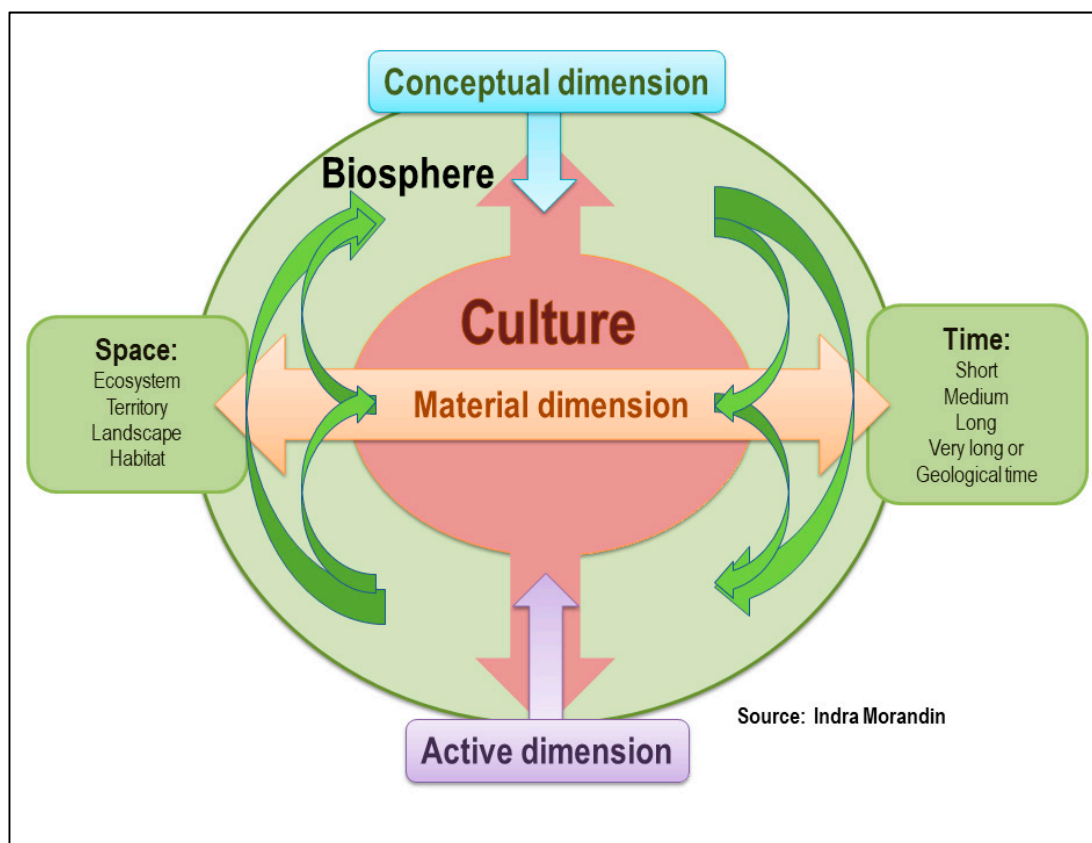 Conceptual dimension
Biosphere
Culture
Space:
Ecosystem
Territory
Landscape
Habitat
Material dimension
Time:
Short
Medium
Long
Very long or
Geological time
Source: Indra Morandin
Active dimension